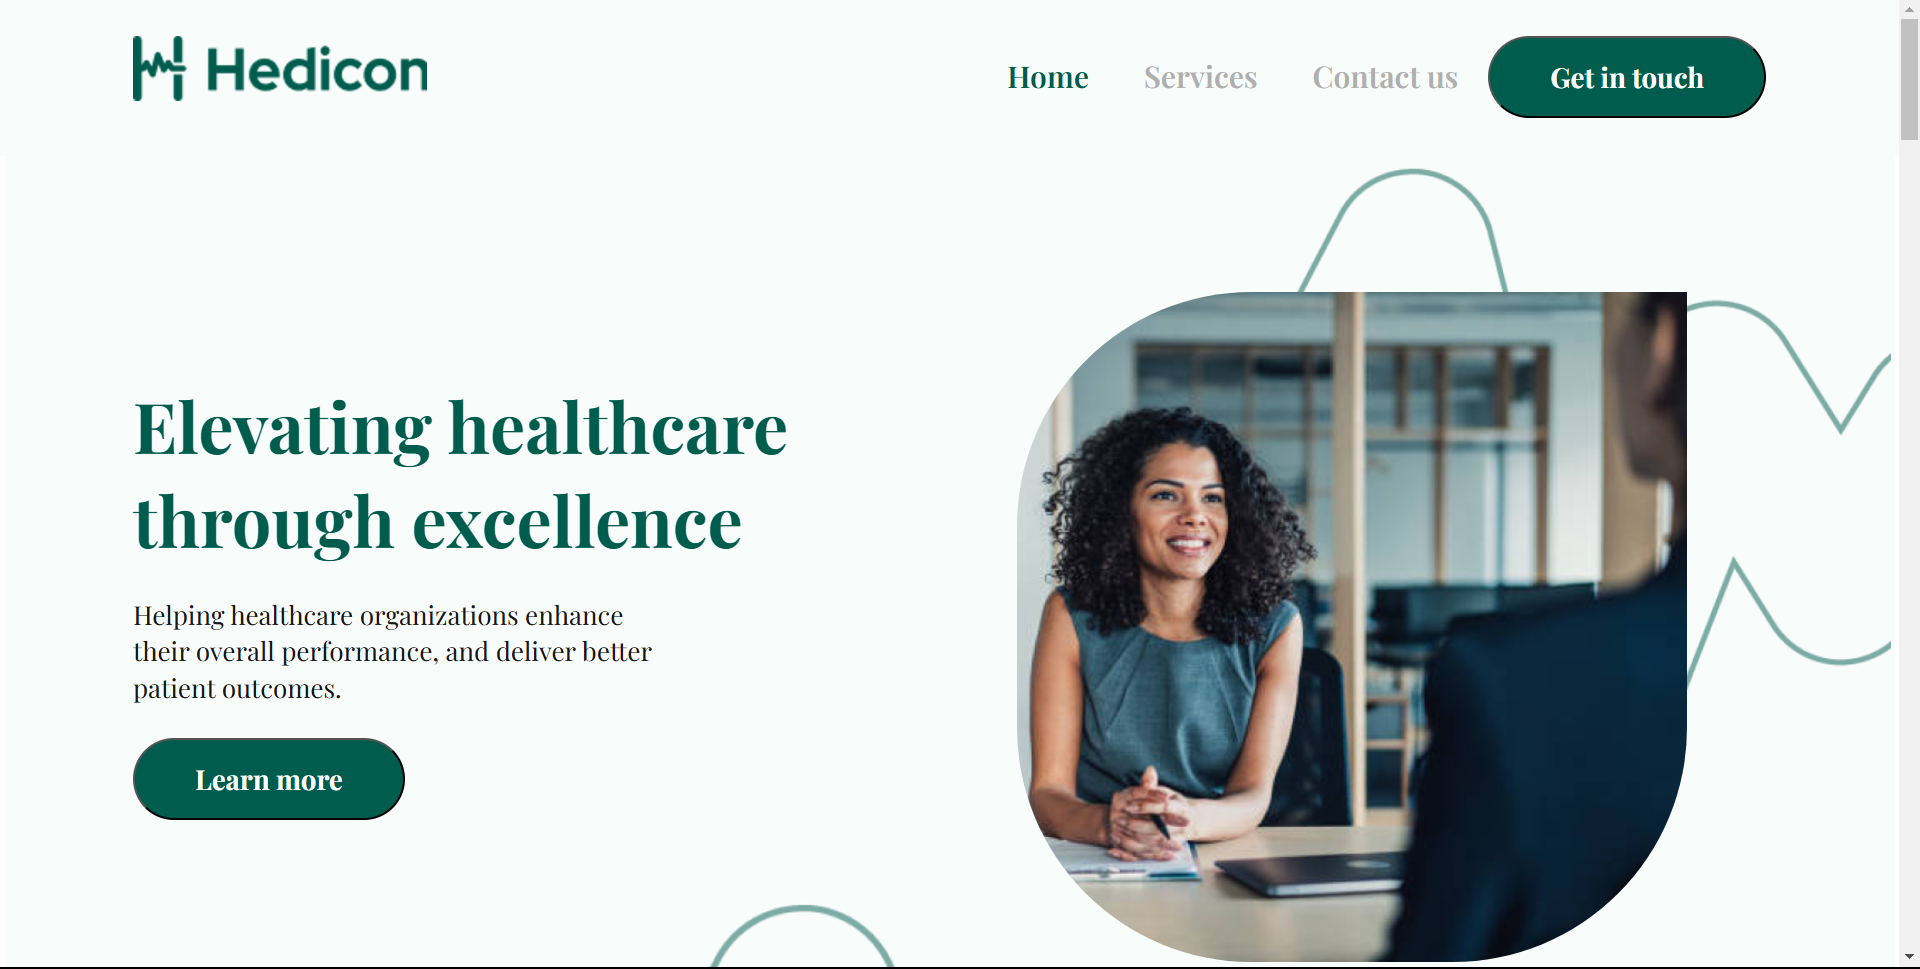 Hedicon
Home
Services
Contact us
Get in touch
Elevating healthcare
through excellence
Helping healthcare organizations enhance
their overall performance, and deliver better
patient outcomes.
Learn more